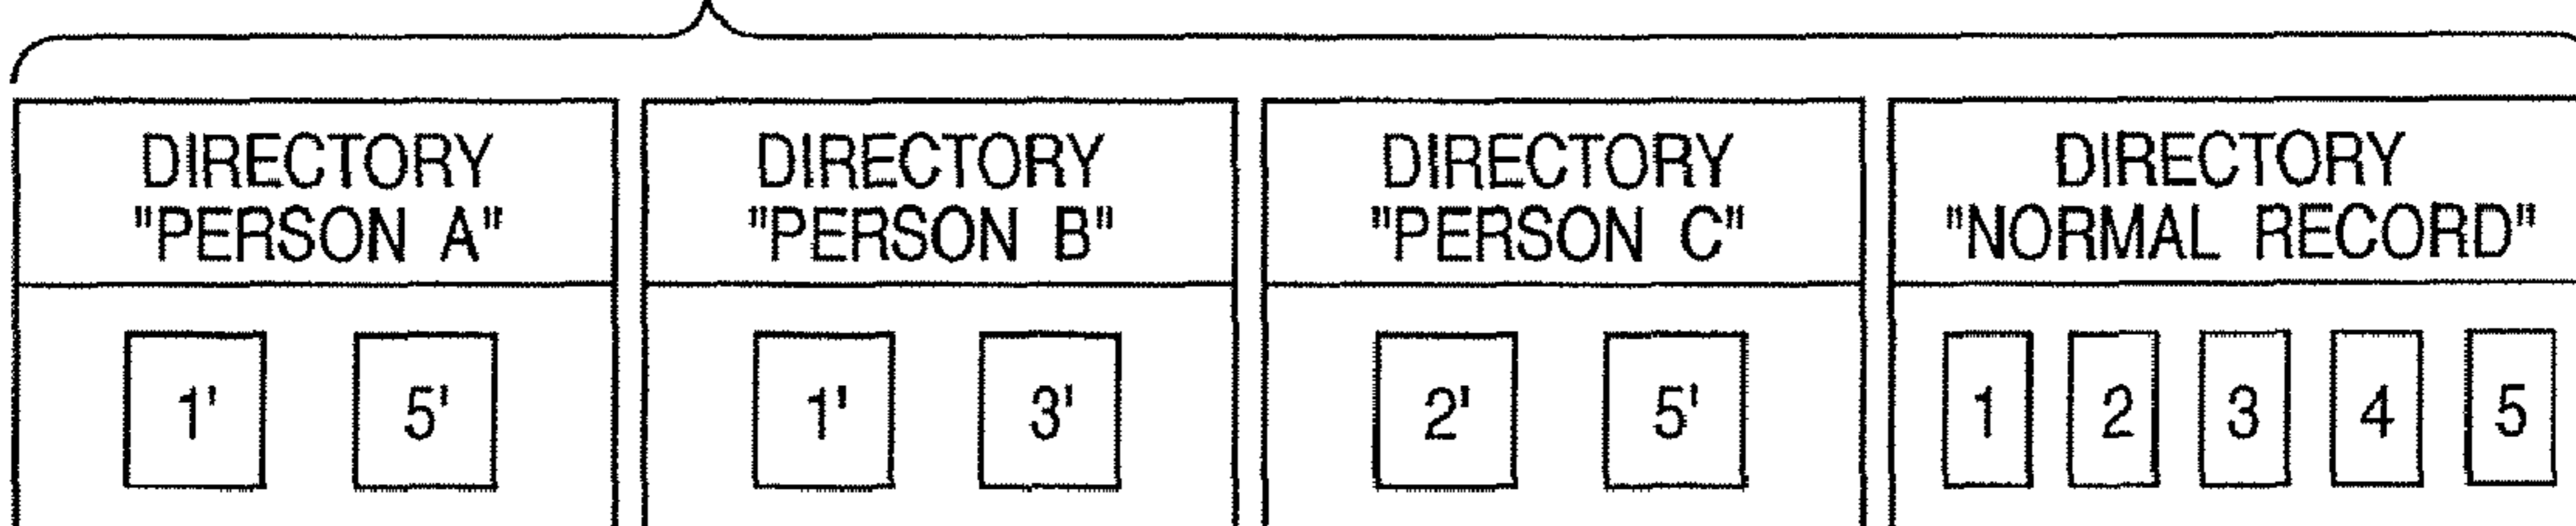 DIRECTORY
"PERSON A"
1' 5'
DIRECTORY
"PERSON B"
1' 3'
DIRECTORY
"PERSON C"
2' 5'
DIRECTORY
"NORMAL RECORD"
1 2 3 4 5